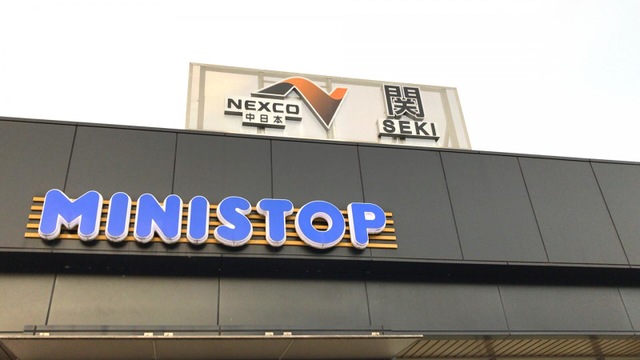 NEXCO
中日本
関
SEKI
MINISTOP